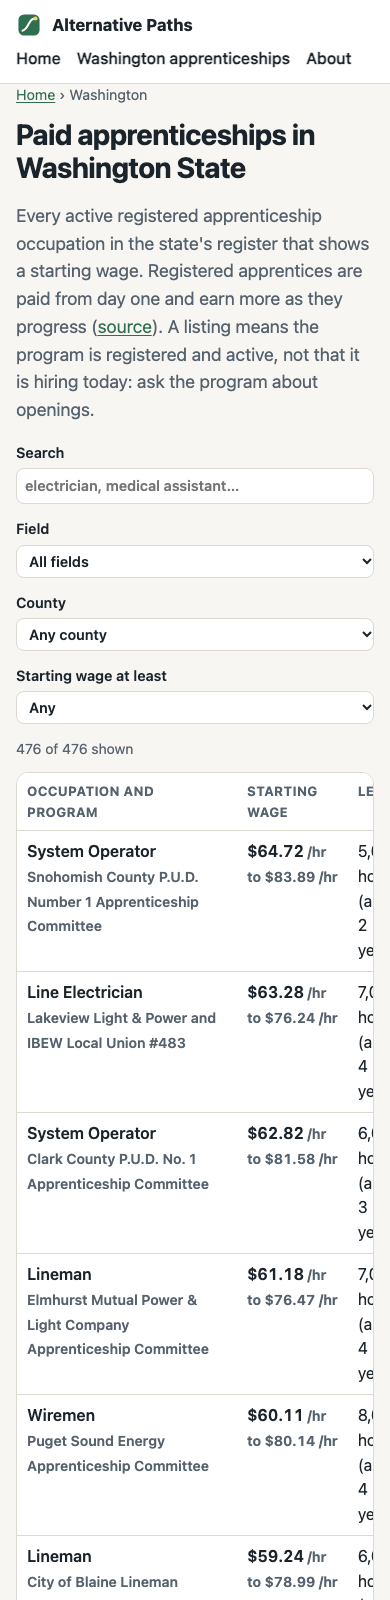 Alternative Paths
Home Washington apprenticeships About
Home › Washington
Paid apprenticeships in
Washington State
Every active registered apprenticeship
occupation in the state's register that shows
a starting wage. Registered apprentices are
paid from day one and earn more as they
progress (source). A listing means the
program is registered and active, not that it
is hiring today: ask the program about
openings.
Search
electrician, medical assistant...
Field
All fields
County
Any county
Starting wage at least
Any
476 of 476 shown
OCCUPATION AND
PROGRAM
STARTING
WAGE
System Operator
Snohomish County P.U.D.
Number 1 Apprenticeship
Committee
$64.72 /hr
to $83.89 /hr
2
Line Electrician
Lakeview Light & Power and
IBEW Local Union #483
$63.28 /hr
to $76.24 /hr
4
System Operator
Clark County P.U.D. No. 1
Apprenticeship Committee
$62.82 /hr
to $81.58 /hr
3
Lineman
Elmhurst Mutual Power &
Light Company
Apprenticeship Committee
$61.18 /hr
to $76.47 /hr
4
Wiremen
Puget Sound Energy
Apprenticeship Committee
$60.11 /hr
to $80.14 /hr
4
Lineman
City of Blaine Lineman
$59.24 /hr
to $78.99 /hr